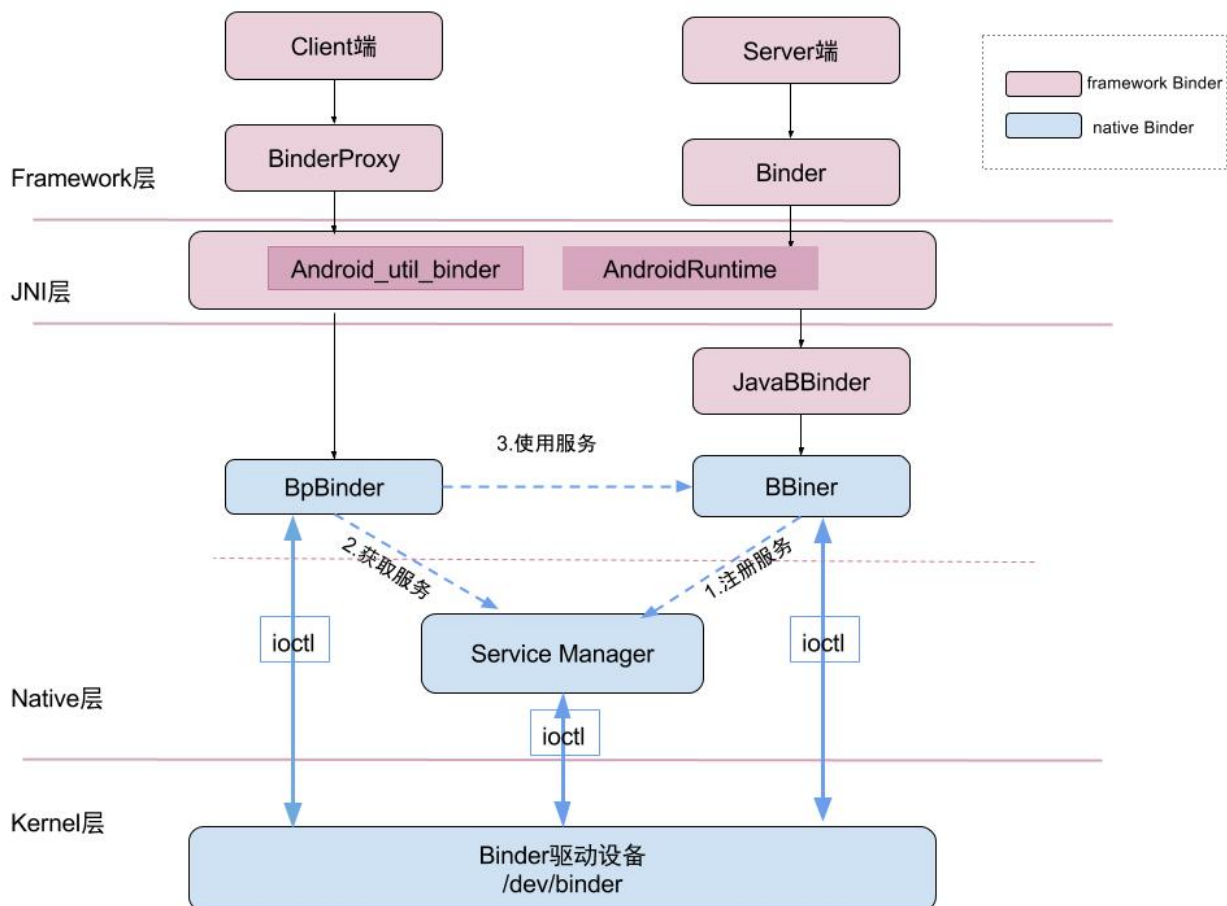 Client端
Server端
framework Binder
native Binder
BinderProxy
Binder
Framework层
Android_util_binder
AndroidRuntime
JNI层
JavaBBinder
3.使用服务
BpBinder
BBiner
2.获取服务
1.注册服务
ioctl
Service Manager
ioctl
Native层
ioctl
Kernel层
Binder驱动设备
/dev/binder